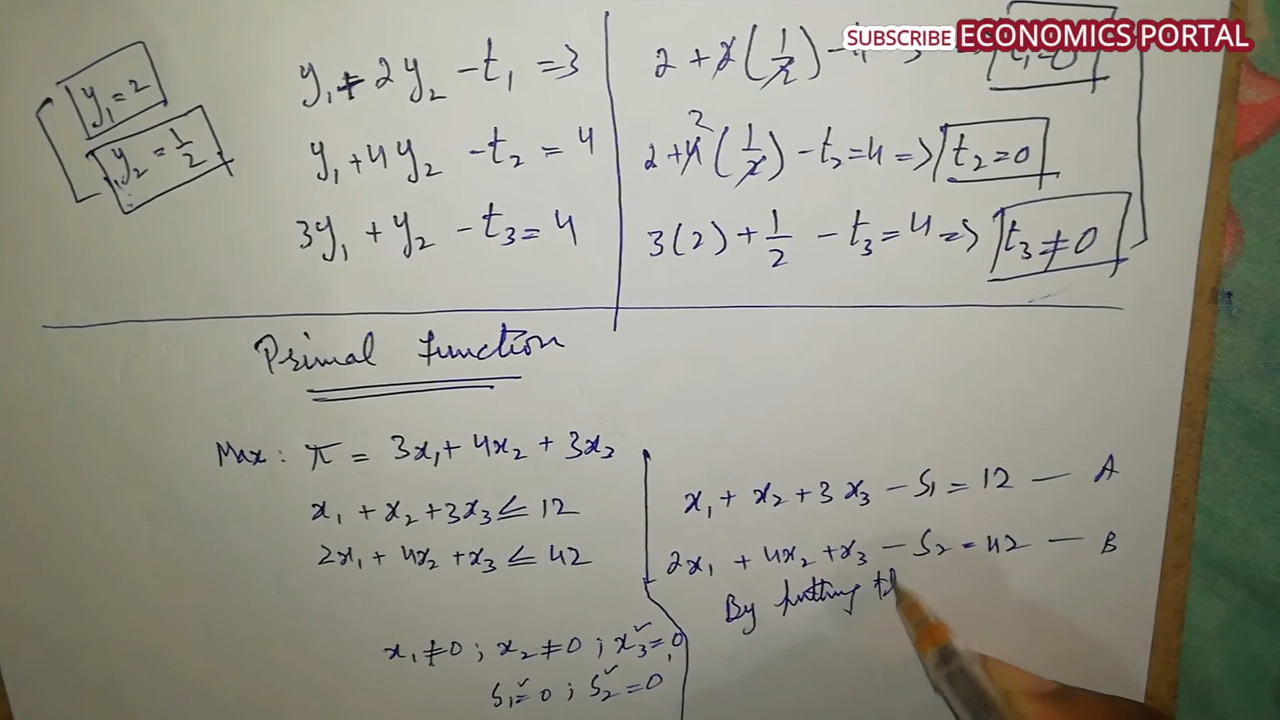 SUBSCRIBE ECONOMICS PORTAL
y₁ = 2
y₂ = 1/2
y₁ + 2y₂ - t₁ = 3
y₁ + 4y₂ - t₂ = 4
3y₁ + y₂ - t₃ = 4
2 + 2(1/2) -
2 + 4² (1/2) - t₂ = 4 => t₂ = 0
3(2) + 1/2 - t₃ = 4 => t₃ ≠ 0
Primal function
Max: π = 3x₁ + 4x₂ + 3x₂
x₁ + x₂ + 3x₃ ≤ 12
2x₁ + 4x₂ + x₃ ≤ 42
x₁ ≠ 0 ; x₂ ≠ 0 ; x₃ = 0
S₁ = 0 ; S₂ = 0
x₁ + x₂ + 3x₃ - S₁ = 12 — A
2x₁ + 4x₂ + x₃ - S₂ = 42 — B
By putting